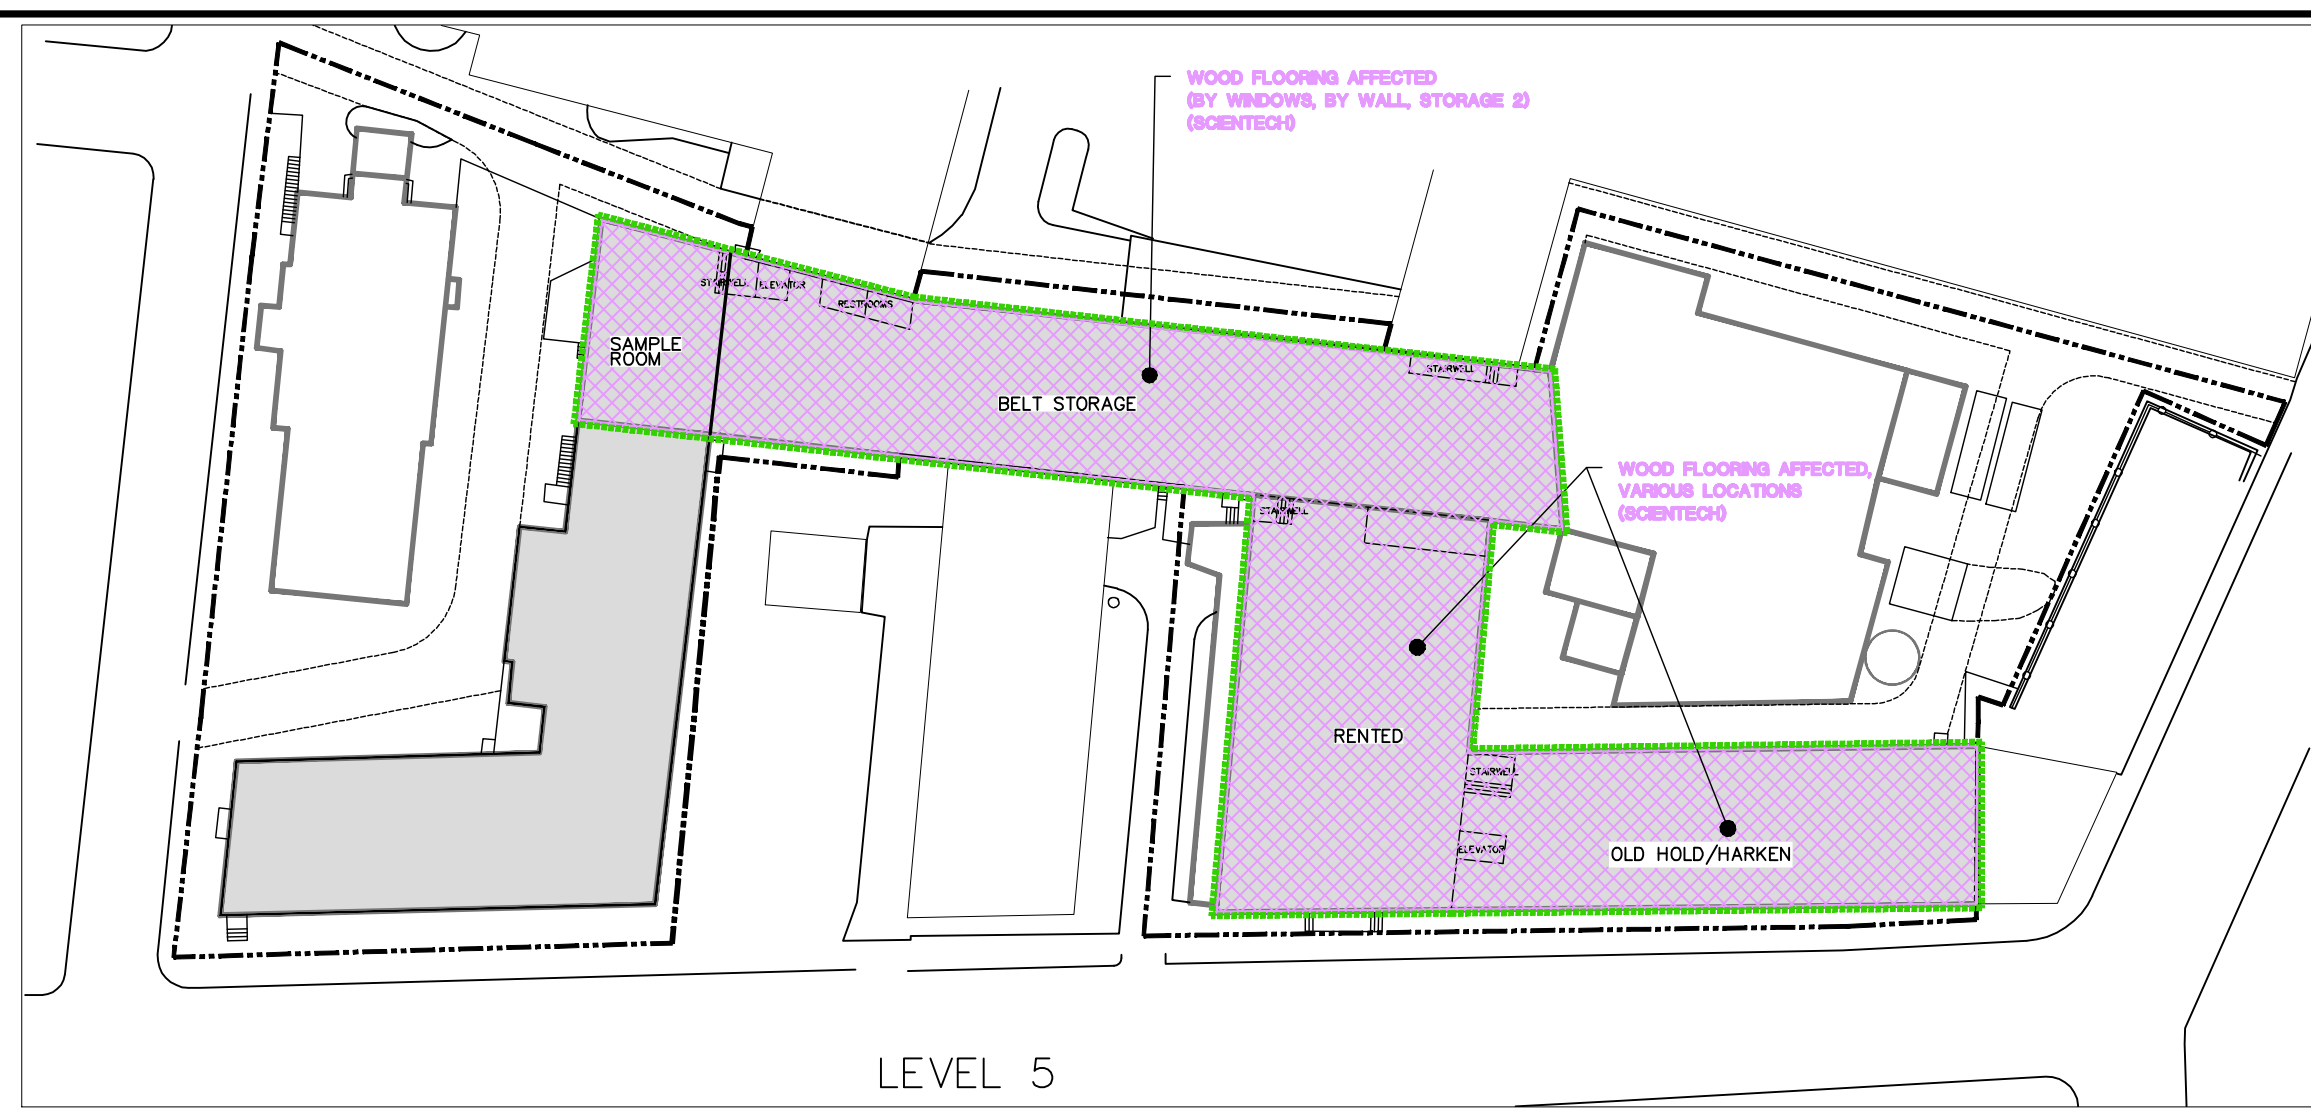 WOOD FLOORING AFFECTED
(BY WINDOWS, BY WALL, STORAGE 2)
(SCIENTECH)
STAIRWELL
ELEVATOR
RESTROOMS
SAMPLE
ROOM
STAIRWELL
BELT STORAGE
WOOD FLOORING AFFECTED,
VARIOUS LOCATIONS
(SCIENTECH)
STAIRWELL
RENTED
STAIRWELL
ELEVATOR
OLD HOLD/HARKEN
LEVEL 5